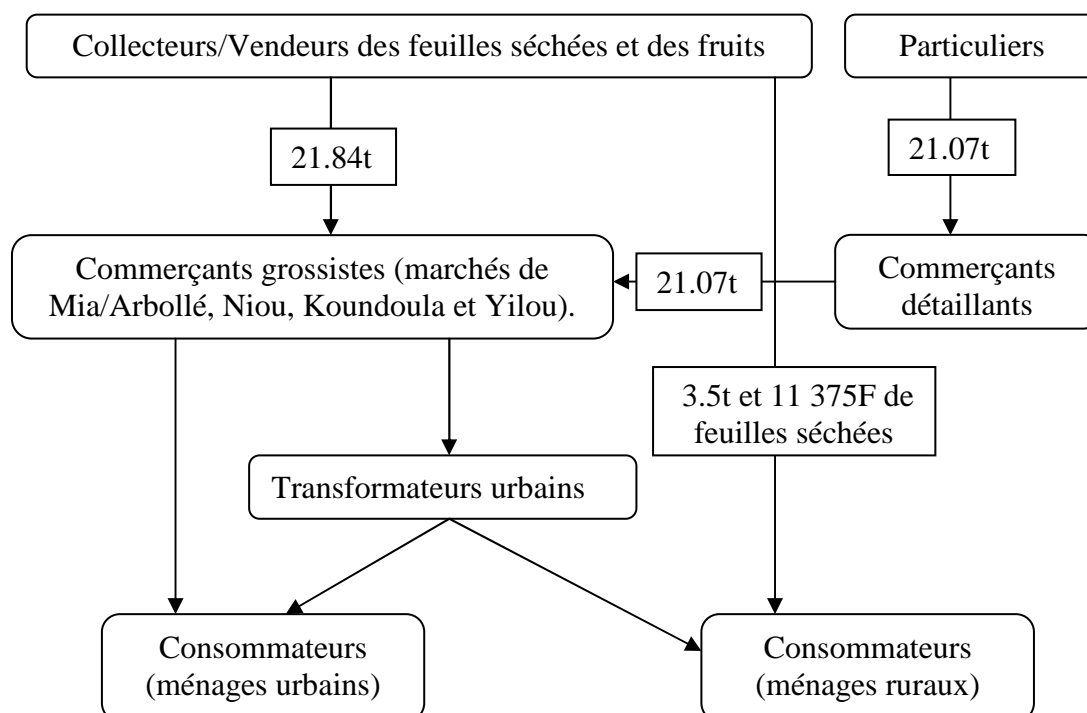 Collecteurs/Vendeurs des feuilles séchées et des fruits
Particuliers
21.84t
21.07t
Commerçants grossistes (marchés de
Mia/Arbollé, Niou, Koundoula et Yilou).
21.07t
Commerçants
détaillants
3.5t et 11 375F de
feuilles séchées
Transformateurs urbains
Consommateurs
(ménages urbains)
Consommateurs
(ménages ruraux)